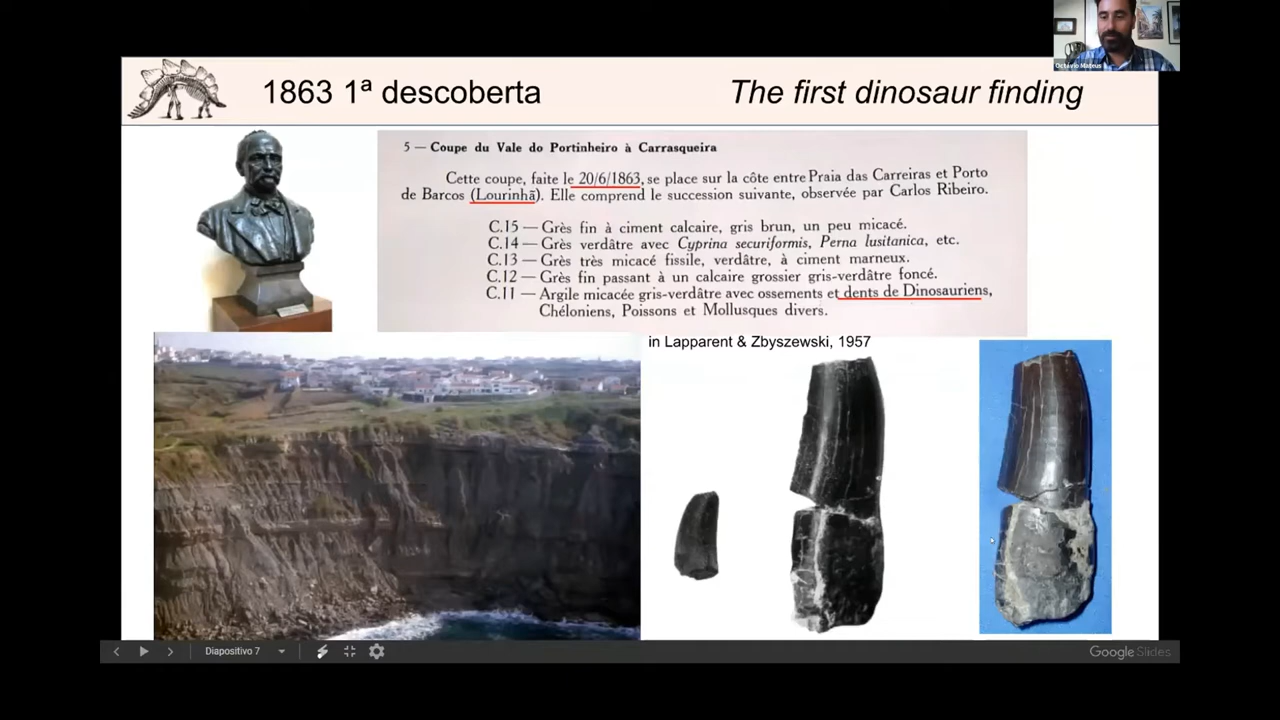 Octavio Mateus
1863 1ª descoberta
The first dinosaur finding
5 — Coupe du Vale do Portinheiro à Carrasqueira
Cette coupe, faite le 20/6/1863, se place sur la côte entre Praia das Carreiras et Porto
de Barcos (Lourinhã). Elle comprend le succession suivante, observée par Carlos Ribeiro.
C.15 — Grès fin à ciment calcaire, gris brun, un peu micacé.
C.14 — Grès verdâtre avec Cyprina securiformis, Perna lusitanica, etc.
C.13 — Grès très micacé fissile, verdâtre, à ciment marneux.
C.12 — Grès fin passant à un calcaire grossier gris-verdâtre foncé.
C.11 — Argile micacée gris-verdâtre avec ossements et dents de Dinosauriens,
Chéloniens, Poissons et Mollusques divers.
in Lapparent & Zbyszewski, 1957
Diapositivo 7
Google Slides